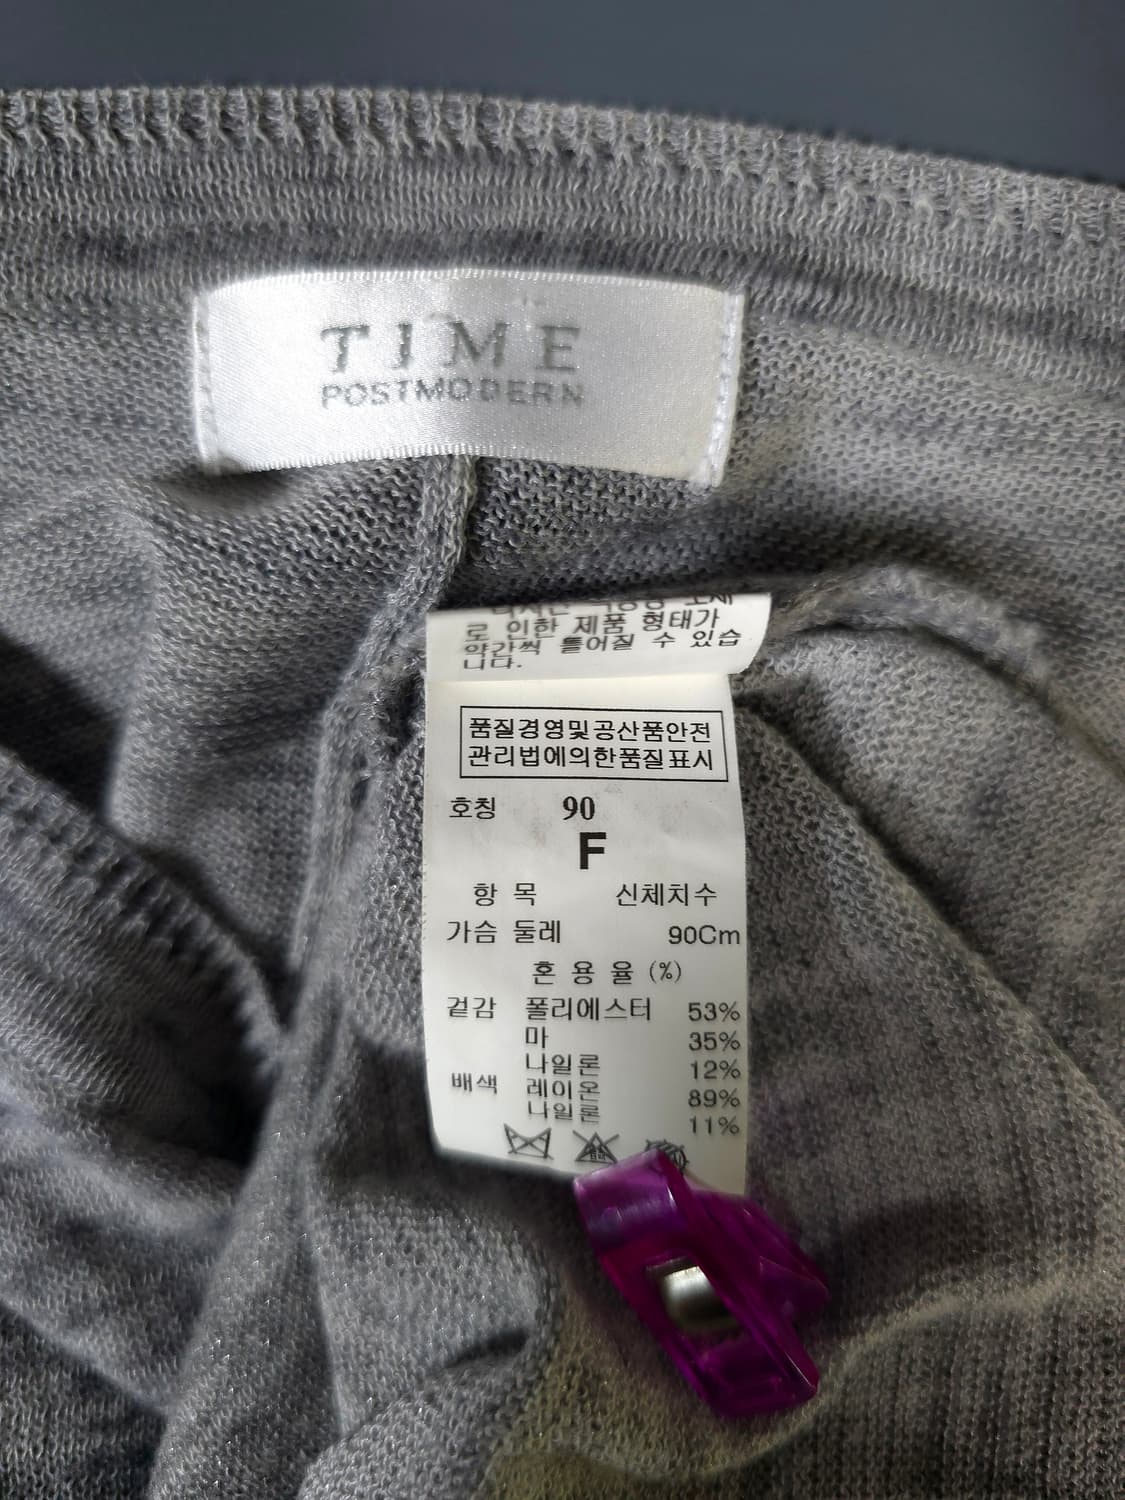 TIME
POSTMODERN
로 인한 제품 형태가
약간씩 틀어질 수 있습
니다.
품질경영및공산품안전
관리법에의한품질표시
호칭 90
F
항 목 신체치수
가슴 둘레 90Cm
혼 용 율 (%)
겉감 폴리에스터 53%
마 35%
나일론 12%
배색 레이온 89%
나일론 11%